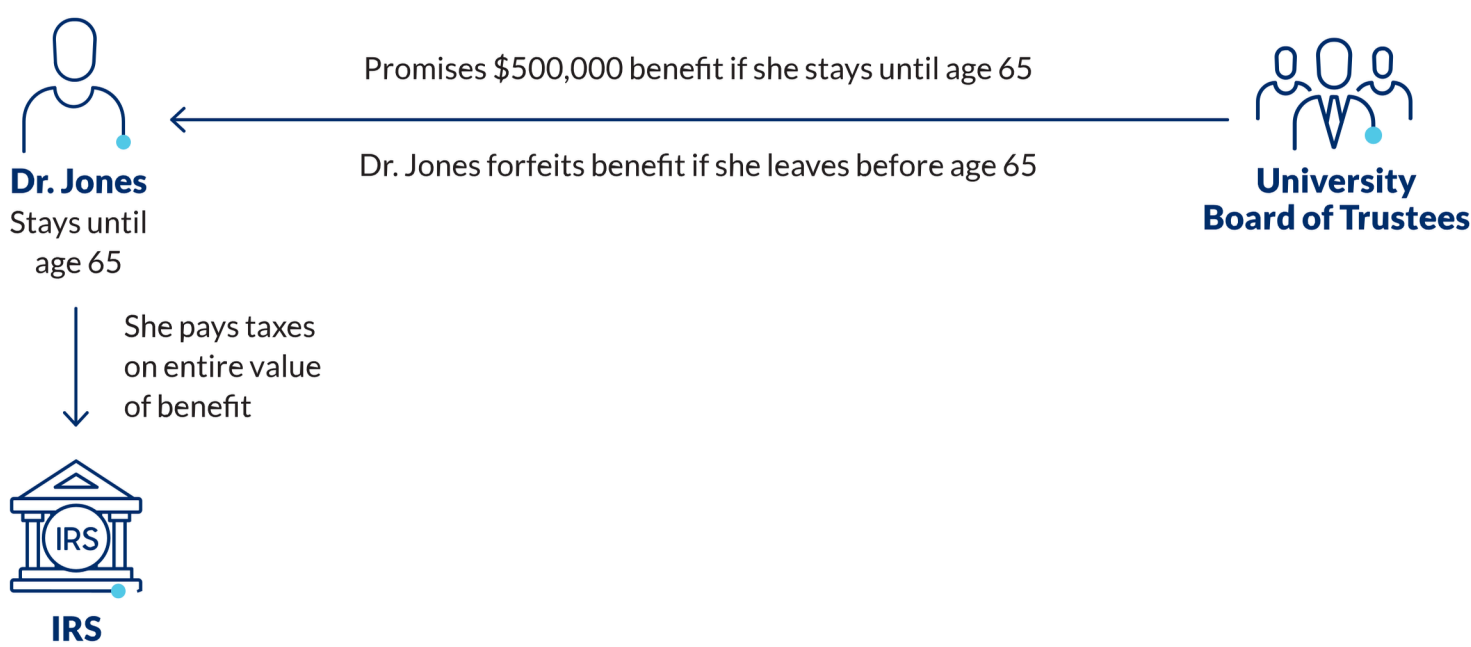 Promises $500,000 benefit if she stays until age 65
Dr. Jones forfeits benefit if she leaves before age 65
Dr. Jones
Stays until
age 65
University
Board of Trustees
She pays taxes
on entire value
of benefit
IRS
IRS